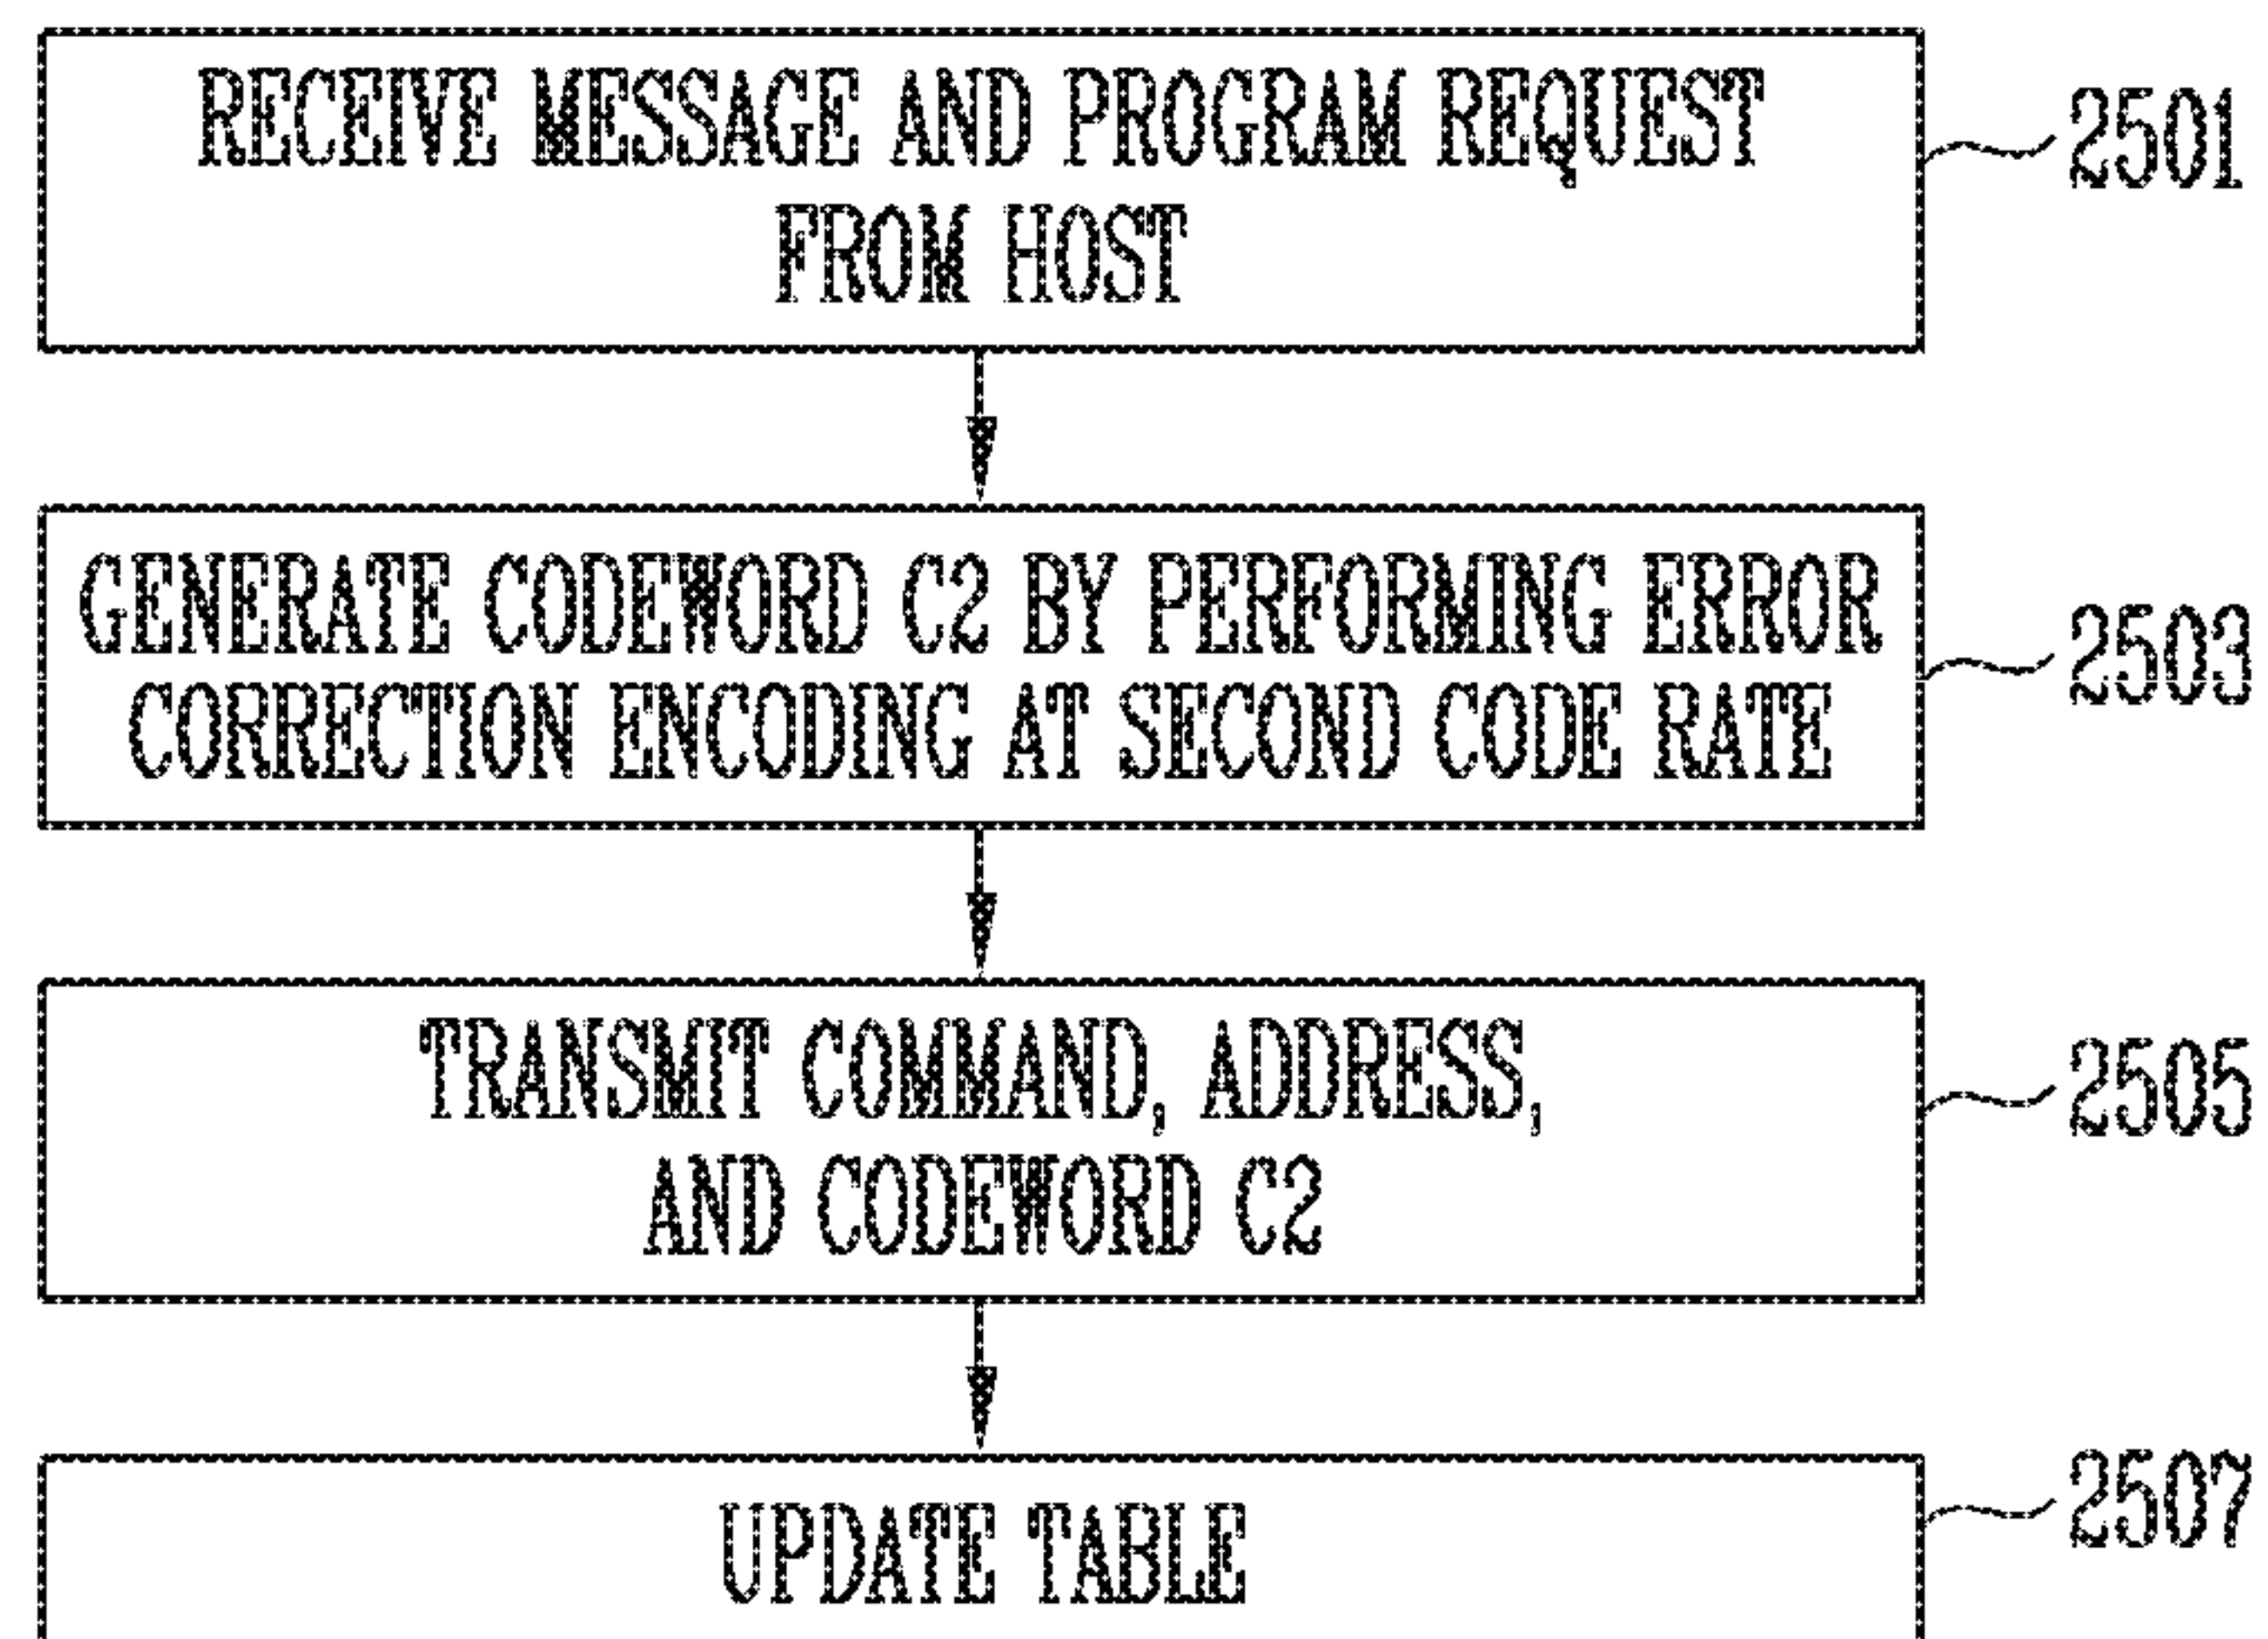 RECEIVE MESSAGE AND PROGRAM REQUEST
FROM HOST
2501
GENERATE CODEWORD C2 BY PERFORMING ERROR
CORRECTION ENCODING AT SECOND CODE RATE
2503
TRANSMIT COMMAND, ADDRESS,
AND CODEWORD C2
2505
UPDATE TABLE
2507